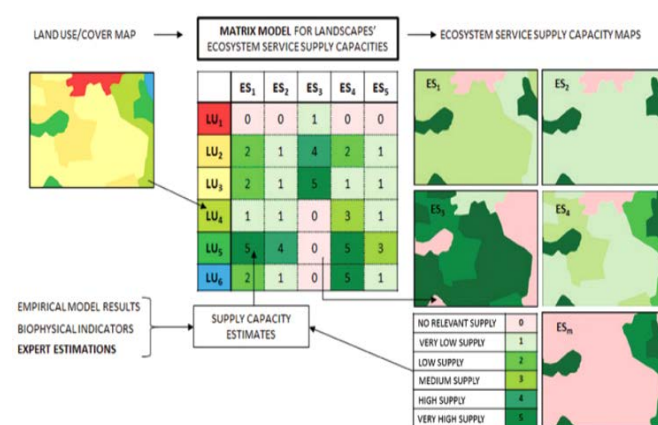 LAND USE/COVER MAP
MATRIX MODEL FOR LANDSCAPES'
ECOSYSTEM SERVICE SUPPLY CAPACITIES
ECOSYSTEM SERVICE SUPPLY CAPACITY MAPS
ES1 ES2 ES3 ES4 ES5
LU1 0 0 1 0 0
LU2 2 1 4 2 1
LU3 2 1 5 1 1
LU4 1 1 0 3 1
LU5 5 4 0 5 3
LU6 2 1 0 5 1
ES1
ES2
ES3
ES4
ESm
EMPIRICAL MODEL RESULTS
BIOPHYSICAL INDICATORS
EXPERT ESTIMATIONS
SUPPLY CAPACITY
ESTIMATES
NO RELEVANT SUPPLY 0
VERY LOW SUPPLY 1
LOW SUPPLY 2
MEDIUM SUPPLY 3
HIGH SUPPLY 4
VERY HIGH SUPPLY 5